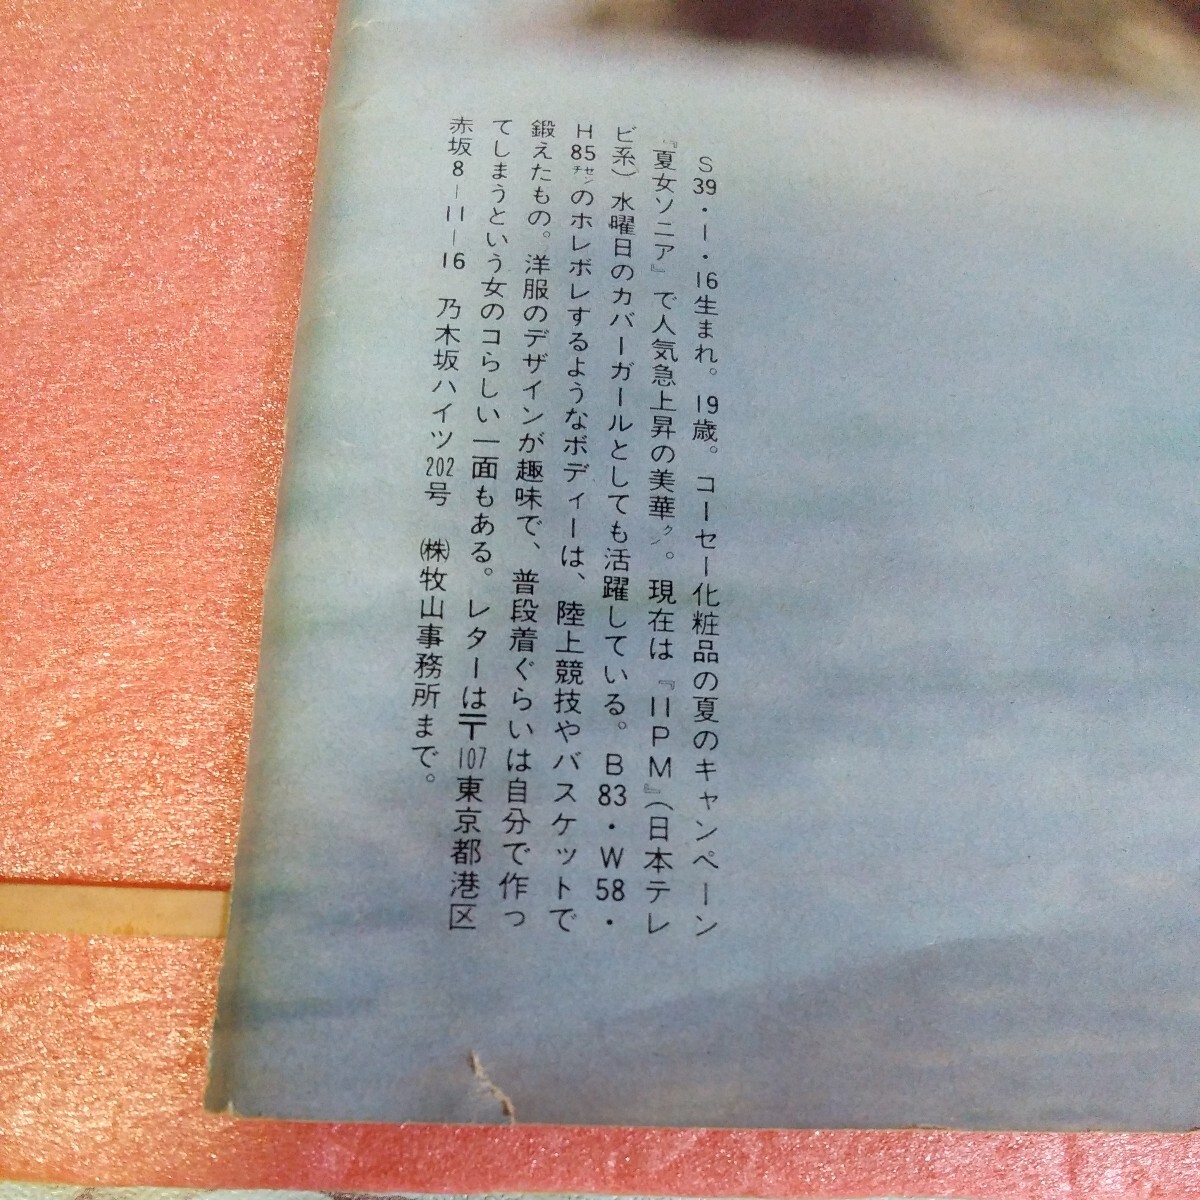 S39・1・16生まれ。19歳。コーセー化粧品の夏のキャンペーン
『夏女ソニア』で人気急上昇の美華クン。現在は『11PM』(日本テレ
ビ系)水曜日のカバーガールとしても活躍している。B83・W58・
H85センチのホレボレするようなボディーは、陸上競技やバスケットで
鍛えたもの。洋服のデザインが趣味で、普段着ぐらいは自分で作っ
てしまうという女のコらしい一面もある。レターは〒107東京都港区
赤坂8-11-16 乃木坂ハイツ202号 ㈱牧山事務所まで。